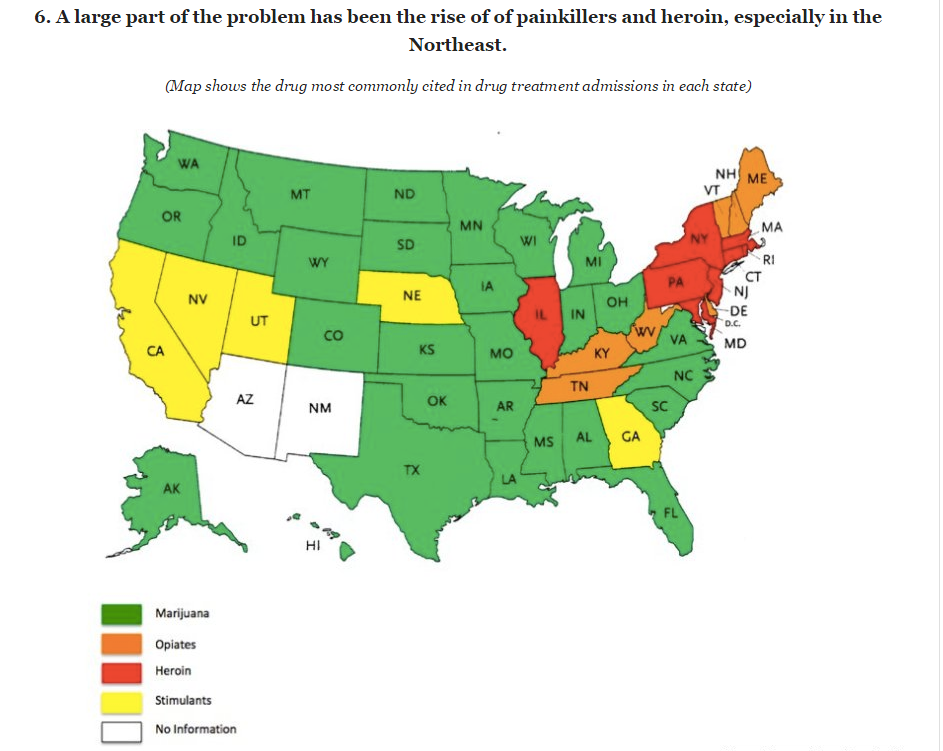 6. A large part of the problem has been the rise of of painkillers and heroin, especially in the
Northeast.
(Map shows the drug most commonly cited in drug treatment admissions in each state)
WA
MT
ND
MN
OR
ID
SD
WI
MI
NH
ME
VT
NY
MA
RI
CT
WY
IA
NE
PA
NJ
NV
UT
CO
IL
IN
OH
DE
D.C.
WV
VA
MD
CA
KS
MO
KY
NC
AZ
NM
OK
AR
TN
SC
MS
AL
GA
TX
LA
AK
FL
HI
Marijuana
Opiates
Heroin
Stimulants
No Information